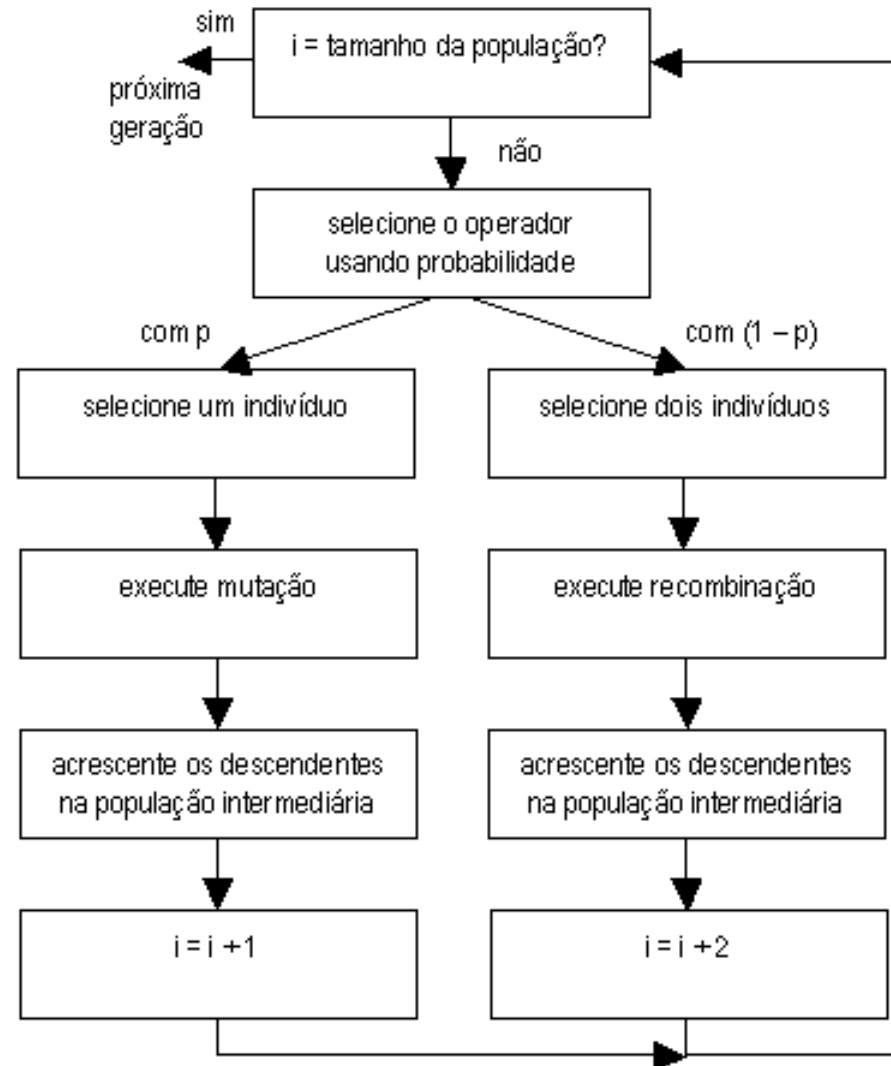 sim
i = tamanho da população?
próxima
geração
não
selecione o operador
usando probabilidade
com p
com (1 – p)
selecione um indivíduo
selecione dois indivíduos
execute mutação
execute recombinação
acrescente os descendentes
na população intermediária
acrescente os descendentes
na população intermediária
i = i +1
i = i +2